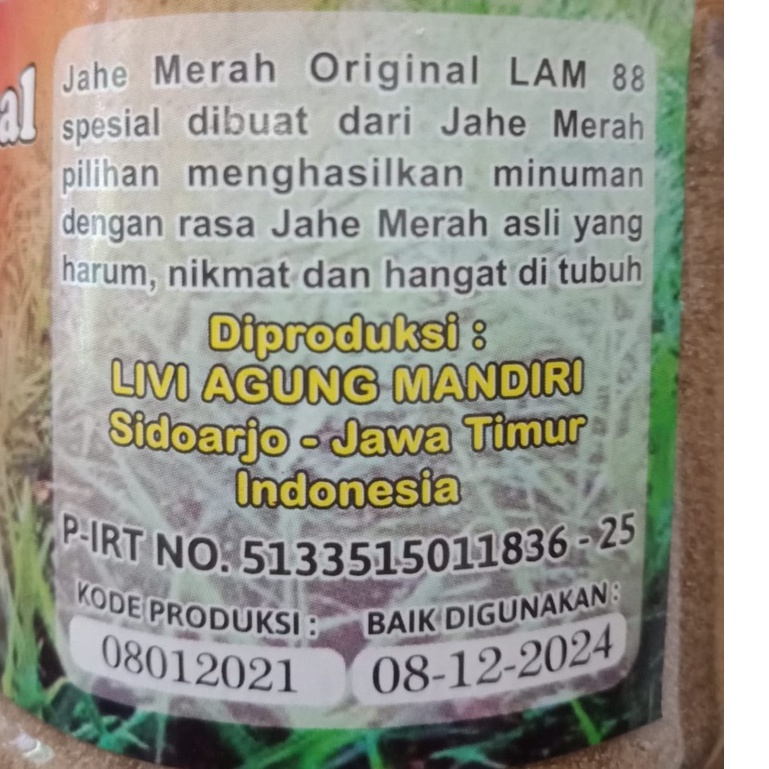 al
Jahe Merah Original LAM 88
spesial dibuat dari Jahe Merah
pilihan menghasilkan minuman
dengan rasa Jahe Merah asli yang
harum, nikmat dan hangat di tubuh
Diproduksi :
LIVI AGUNG MANDIRI
Sidoarjo - Jawa Timur
Indonesia
P-IRT NO. 5133515011836 - 25
KODE PRODUKSI : BAIK DIGUNAKAN :
08012021 08-12-2024